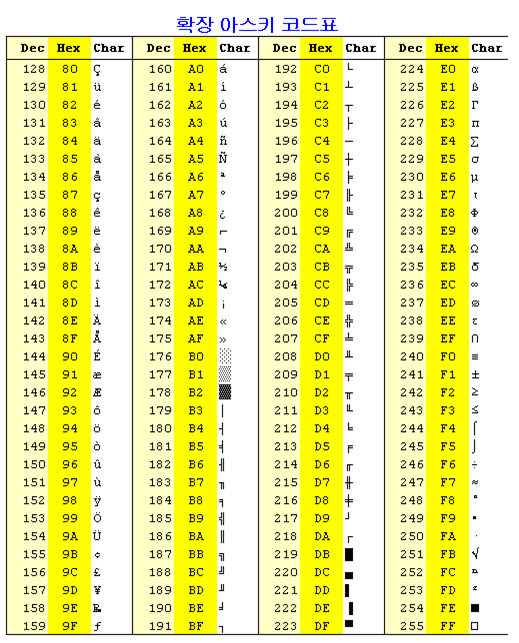 확장 아스키 코드표
Dec Hex Char Dec Hex Char Dec Hex Char Dec Hex Char
128 80 Ç 160 A0 á 192 C0 └ 224 E0 α
129 81 ü 161 A1 í 193 C1 ┴ 225 E1 ß
130 82 é 162 A2 ó 194 C2 ┬ 226 E2 Γ
131 83 â 163 A3 ú 195 C3 ├ 227 E3 π
132 84 ä 164 A4 ñ 196 C4 ─ 228 E4 Σ
133 85 à 165 A5 Ñ 197 C5 ┼ 229 E5 σ
134 86 å 166 A6 ª 198 C6 ╞ 230 E6 µ
135 87 ç 167 A7 º 199 C7 ╟ 231 E7 τ
136 88 ê 168 A8 ¿ 200 C8 ╚ 232 E8 Φ
137 89 ë 169 A9 ⌐ 201 C9 ╔ 233 E9 Θ
138 8A è 170 AA ¬ 202 CA ╩ 234 EA Ω
139 8B ï 171 AB ½ 203 CB ╦ 235 EB δ
140 8C î 172 AC ¼ 204 CC ╠ 236 EC ∞
141 8D ì 173 AD ¡ 205 CD ═ 237 ED ø
142 8E Ä 174 AE « 206 CE ╬ 238 EE ε
143 8F Å 175 AF » 207 CF ╧ 239 EF ∩
144 90 É 176 B0 ░ 208 D0 ╨ 240 F0 ≡
145 91 æ 177 B1 ▒ 209 D1 ╤ 241 F1 ±
146 92 Æ 178 B2 ▓ 210 D2 ╥ 242 F2 ≥
147 93 ô 179 B3 │ 211 D3 ╙ 243 F3 ≤
148 94 ö 180 B4 ┤ 212 D4 ╘ 244 F4 ⌠
149 95 ò 181 B5 ╡ 213 D5 ╒ 245 F5 ⌡
150 96 û 182 B6 ╢ 214 D6 ╓ 246 F6 ÷
151 97 ù 183 B7 ╖ 215 D7 ╫ 247 F7 ≈
152 98 ÿ 184 B8 ╕ 216 D8 ╪ 248 F8 °
153 99 Ö 185 B9 ╣ 217 D9 ┘ 249 F9 ∙
154 9A Ü 186 BA ║ 218 DA ┌ 250 FA ·
155 9B ¢ 187 BB ╗ 219 DB █ 251 FB √
156 9C £ 188 BC ╝ 220 DC ▄ 252 FC ⁿ
157 9D ¥ 189 BD ╜ 221 DD ▌ 253 FD ²
158 9E ₧ 190 BE ╛ 222 DE ▐ 254 FE ■
159 9F ƒ 191 BF ┐ 223 DF ▀ 255 FF □